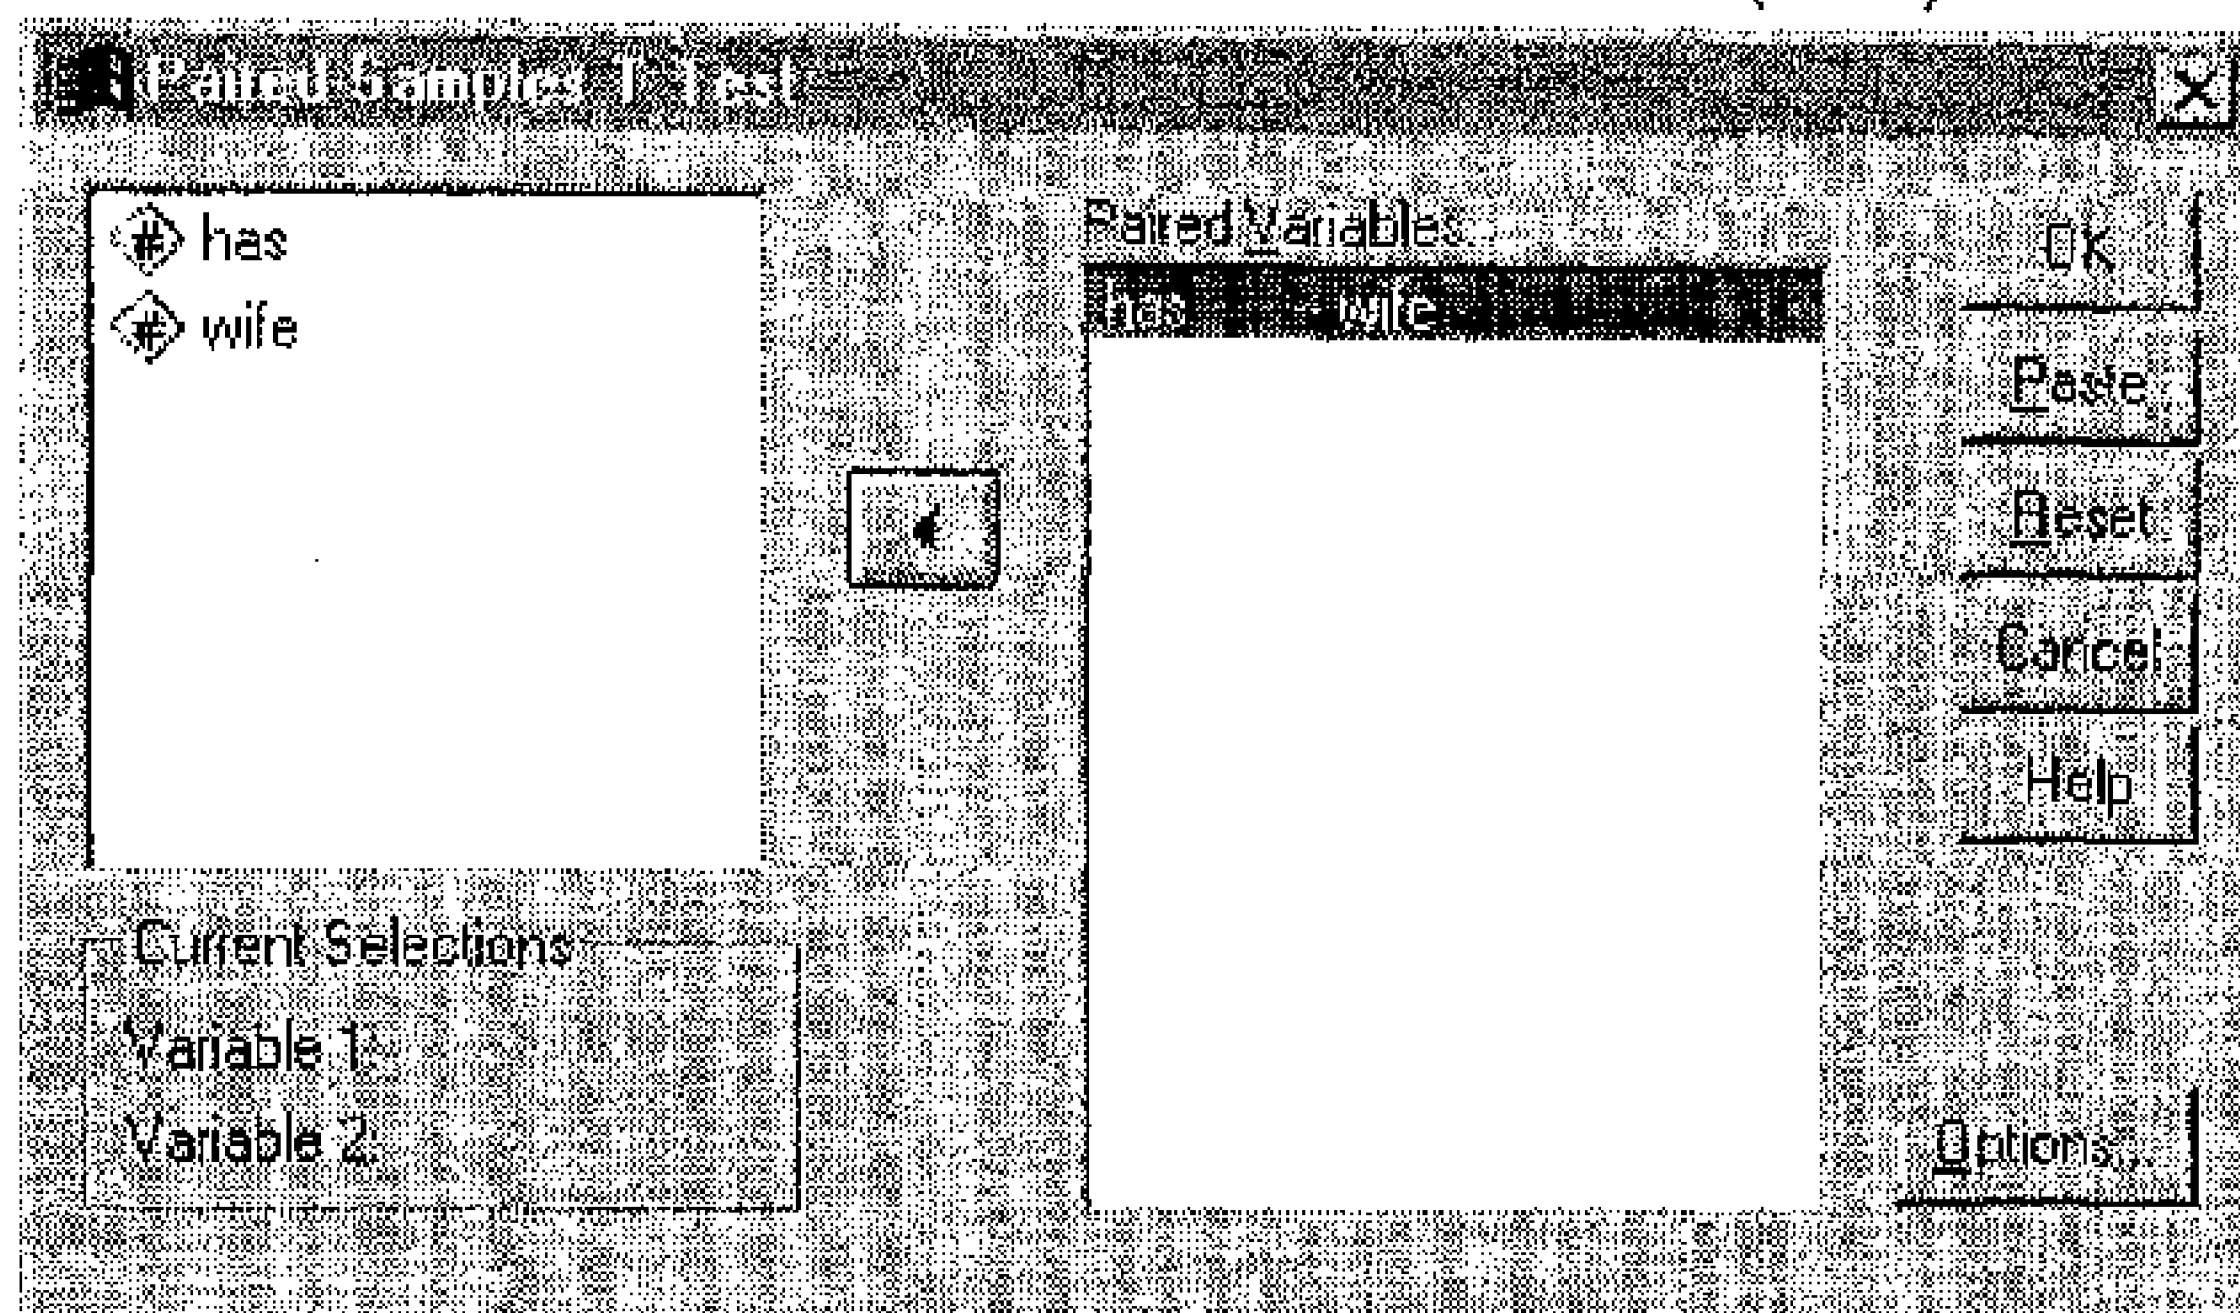 Paired Samples T Test
has
wife
Paired Variables:
has -- wife
OK
Paste
Reset
Cancel
Help
Current Selections
Variable 1:
Variable 2:
Options...